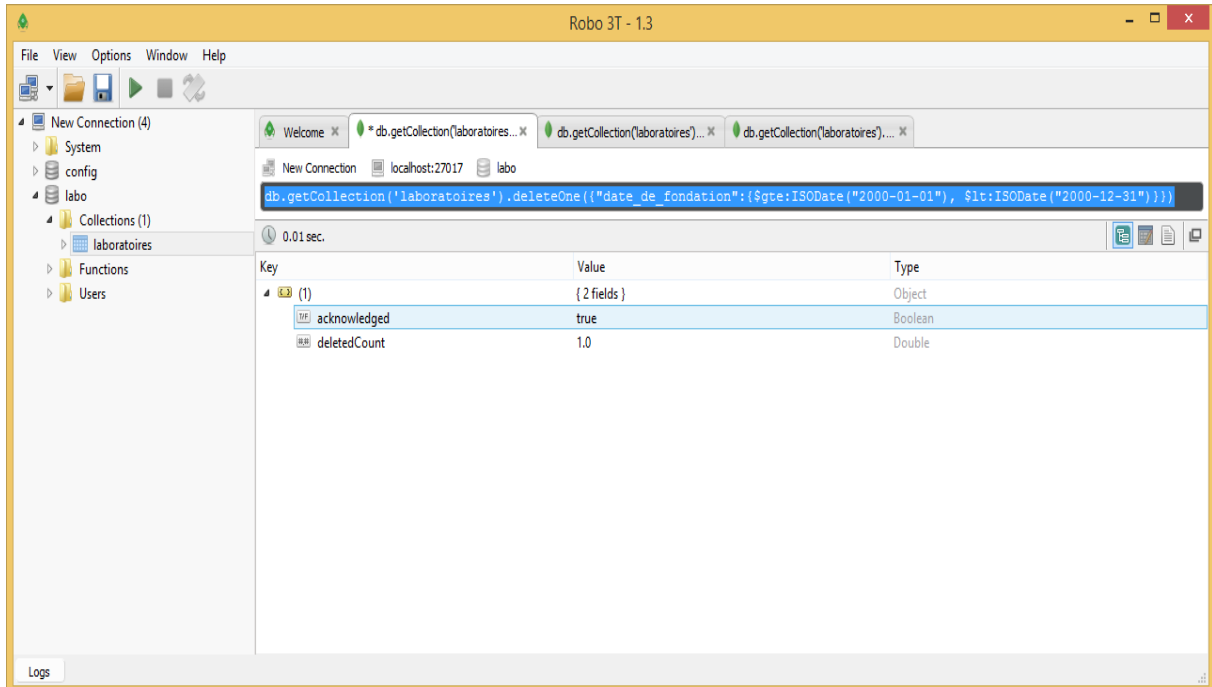 Robo 3T - 1.3
File View Options Window Help
New Connection (4)
System
config
labo
Collections (1)
laboratoires
Functions
Users
Welcome
* db.getCollection('laboratoires...
db.getCollection('laboratoires')...
db.getCollection('laboratoires')....
New Connection localhost:27017 labo
db.getCollection('laboratoires').deleteOne({"date_de_fondation":{$gte:ISODate("2000-01-01"), $lt:ISODate("2000-12-31")}})
0.01 sec.
Key Value Type
(1) { 2 fields } Object
T/F acknowledged true Boolean
#.# deletedCount 1.0 Double
Logs